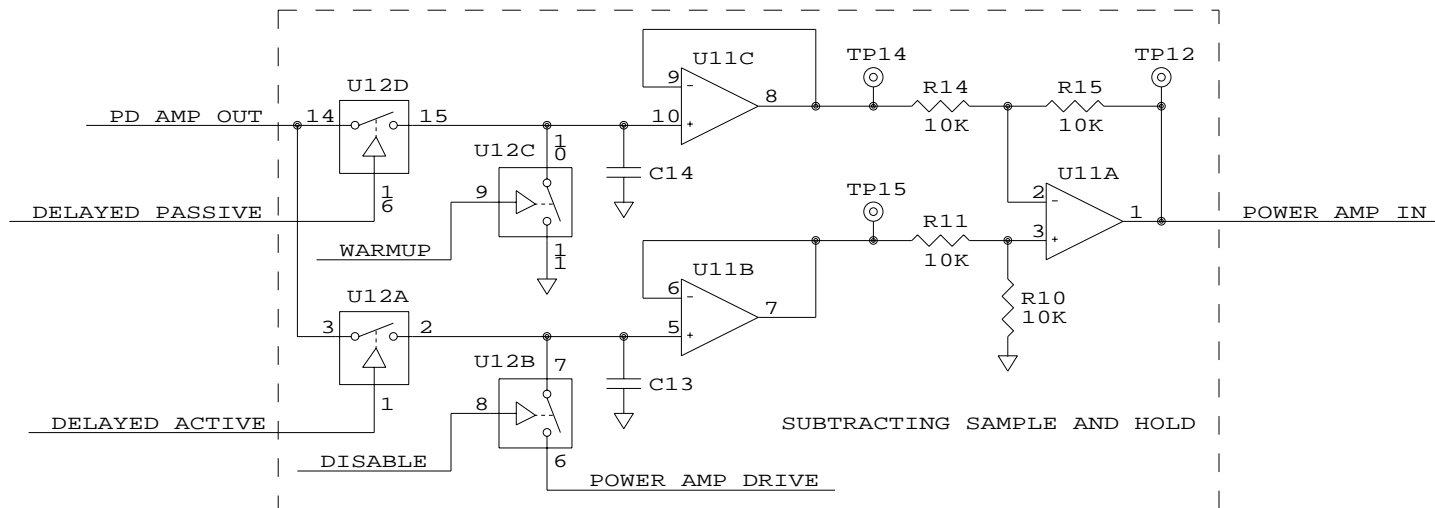 U11C
TP14
TP12
9
8
-
10
+
U12D
R14
R15
10K
10K
PD AMP OUT
14
15
U12C
10
C14
9
11
16
DELAYED PASSIVE
WARMUP
TP15
U11A
2
-
1
3
+
POWER AMP IN
R11
10K
U11B
6
-
7
5
+
R10
10K
U12A
3
2
U12B
7
C13
1
8
6
DELAYED ACTIVE
DISABLE
POWER AMP DRIVE
SUBTRACTING SAMPLE AND HOLD